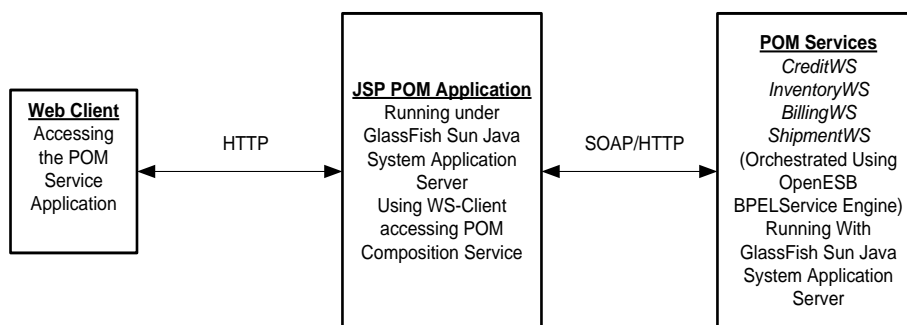 Web Client
Accessing
the POM
Service
Application
HTTP
JSP POM Application
Running under
GlassFish Sun Java
System Application
Server
Using WS-Client
accessing POM
Composition Service
SOAP/HTTP
POM Services
CreditWS
InventoryWS
BillingWS
ShipmentWS
(Orchestrated Using
OpenESB
BPELService Engine)
Running With
GlassFish Sun Java
System Application
Server